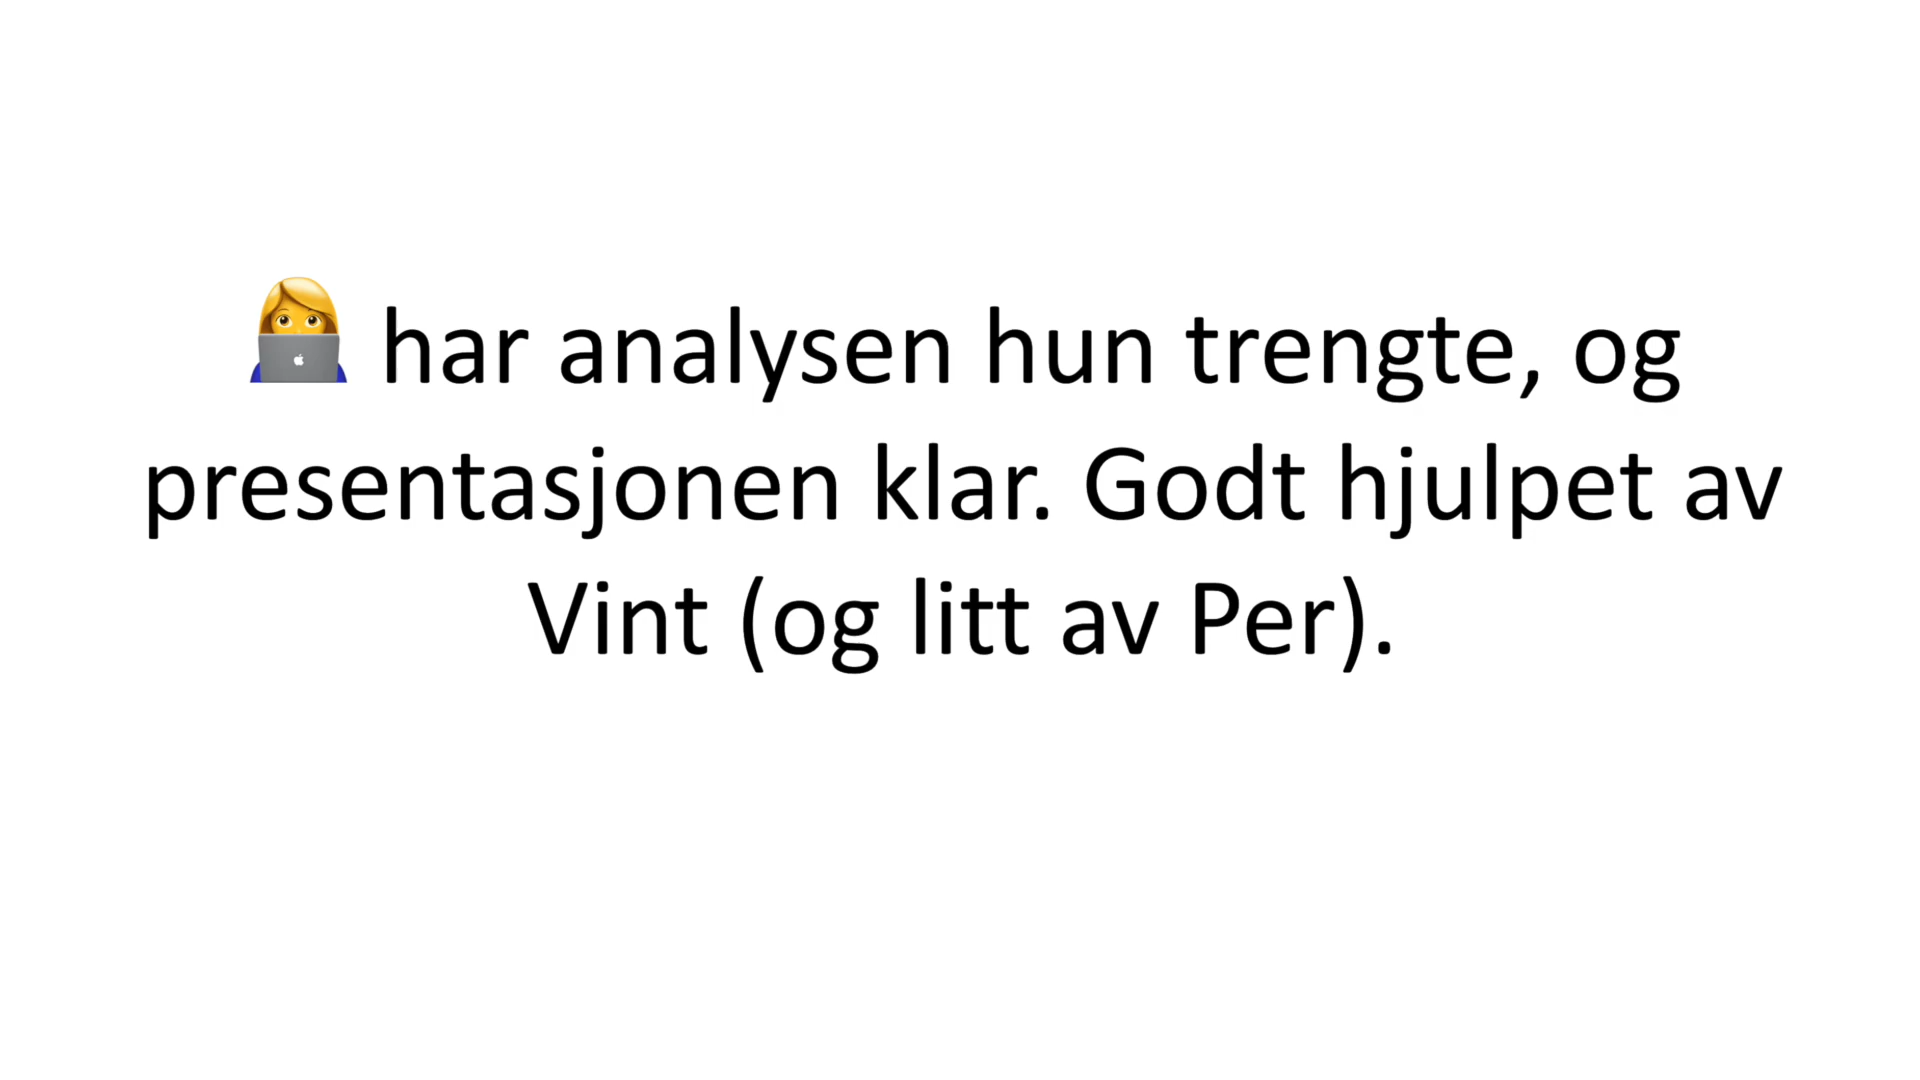 👩‍💻 har analysen hun trengte, og
presentasjonen klar. Godt hjulpet av
Vint (og litt av Per).